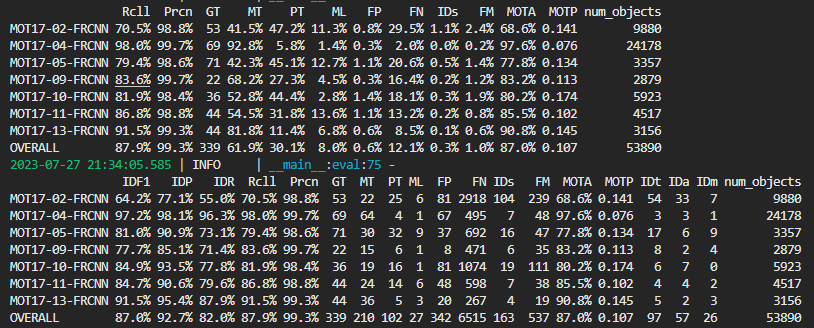 Rcll Prcn GT MT PT ML FP FN IDs FM MOTA MOTP num_objects
MOT17-02-FRCNN 70.5% 98.8% 53 41.5% 47.2% 11.3% 0.8% 29.5% 1.1% 2.4% 68.6% 0.141 9880
MOT17-04-FRCNN 98.0% 99.7% 69 92.8% 5.8% 1.4% 0.3% 2.0% 0.0% 0.2% 97.6% 0.076 24178
MOT17-05-FRCNN 79.4% 98.6% 71 42.3% 45.1% 12.7% 1.1% 20.6% 0.5% 1.4% 77.8% 0.134 3357
MOT17-09-FRCNN 83.6% 99.7% 22 68.2% 27.3% 4.5% 0.3% 16.4% 0.2% 1.2% 83.2% 0.113 2879
MOT17-10-FRCNN 81.9% 98.4% 36 52.8% 44.4% 2.8% 1.4% 18.1% 0.3% 1.9% 80.2% 0.174 5923
MOT17-11-FRCNN 86.8% 98.8% 44 54.5% 31.8% 13.6% 1.1% 13.2% 0.2% 0.8% 85.5% 0.102 4517
MOT17-13-FRCNN 91.5% 99.3% 44 81.8% 11.4% 6.8% 0.6% 8.5% 0.1% 0.6% 90.8% 0.145 3156
OVERALL 87.9% 99.3% 339 61.9% 30.1% 8.0% 0.6% 12.1% 0.3% 1.0% 87.0% 0.107 53890
2023-07-27 21:34:05.585 | INFO | __main__:eval:75 -
IDF1 IDP IDR Rcll Prcn GT MT PT ML FP FN IDs FM MOTA MOTP IDt IDa IDm num_objects
MOT17-02-FRCNN 64.2% 77.1% 55.0% 70.5% 98.8% 53 22 25 6 81 2918 104 239 68.6% 0.141 54 33 7 9880
MOT17-04-FRCNN 97.2% 98.1% 96.3% 98.0% 99.7% 69 64 4 1 67 495 7 48 97.6% 0.076 3 3 1 24178
MOT17-05-FRCNN 81.0% 90.9% 73.1% 79.4% 98.6% 71 30 32 9 37 692 16 47 77.8% 0.134 17 6 9 3357
MOT17-09-FRCNN 77.7% 85.1% 71.4% 83.6% 99.7% 22 15 6 1 8 471 6 35 83.2% 0.113 8 2 4 2879
MOT17-10-FRCNN 84.9% 93.5% 77.8% 81.9% 98.4% 36 19 16 1 81 1074 19 111 80.2% 0.174 6 7 0 5923
MOT17-11-FRCNN 84.7% 90.6% 79.6% 86.8% 98.8% 44 24 14 6 48 598 7 38 85.5% 0.102 4 4 2 4517
MOT17-13-FRCNN 91.5% 95.4% 87.9% 91.5% 99.3% 44 36 5 3 20 267 4 19 90.8% 0.145 5 2 3 3156
OVERALL 87.0% 92.7% 82.0% 87.9% 99.3% 339 210 102 27 342 6515 163 537 87.0% 0.107 97 57 26 53890